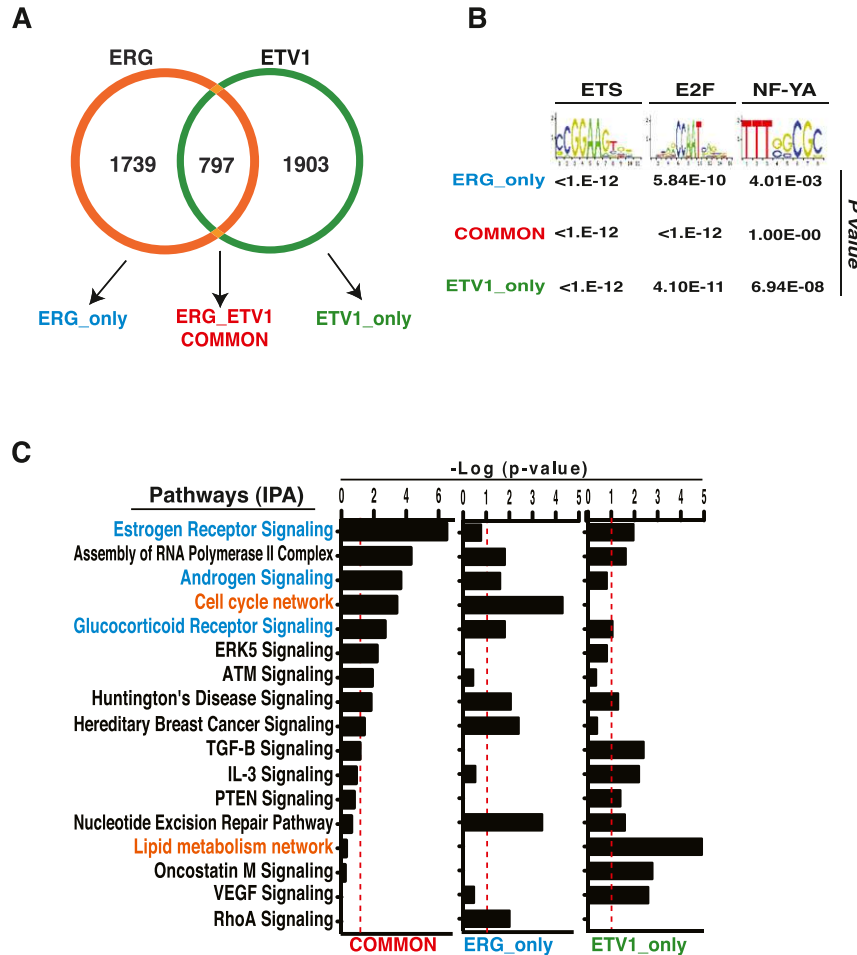 A
ERG
ETV1
1739
797
1903
ERG_only
ERG_ETV1
COMMON
ETV1_only
B
ETS E2F NF-YA
ERG_only <1.E-12 5.84E-10 4.01E-03
COMMON <1.E-12 <1.E-12 1.00E-00
ETV1_only <1.E-12 4.10E-11 6.94E-08
P value
C
-Log (p-value)
Pathways (IPA)
0 2 4 6
0 1 2 3 4 5
0 1 2 3 4 5
Estrogen Receptor Signaling
Assembly of RNA Polymerase II Complex
Androgen Signaling
Cell cycle network
Glucocorticoid Receptor Signaling
ERK5 Signaling
ATM Signaling
Huntington's Disease Signaling
Hereditary Breast Cancer Signaling
TGF-B Signaling
IL-3 Signaling
PTEN Signaling
Nucleotide Excision Repair Pathway
Lipid metabolism network
Oncostatin M Signaling
VEGF Signaling
RhoA Signaling
COMMON
ERG_only
ETV1_only